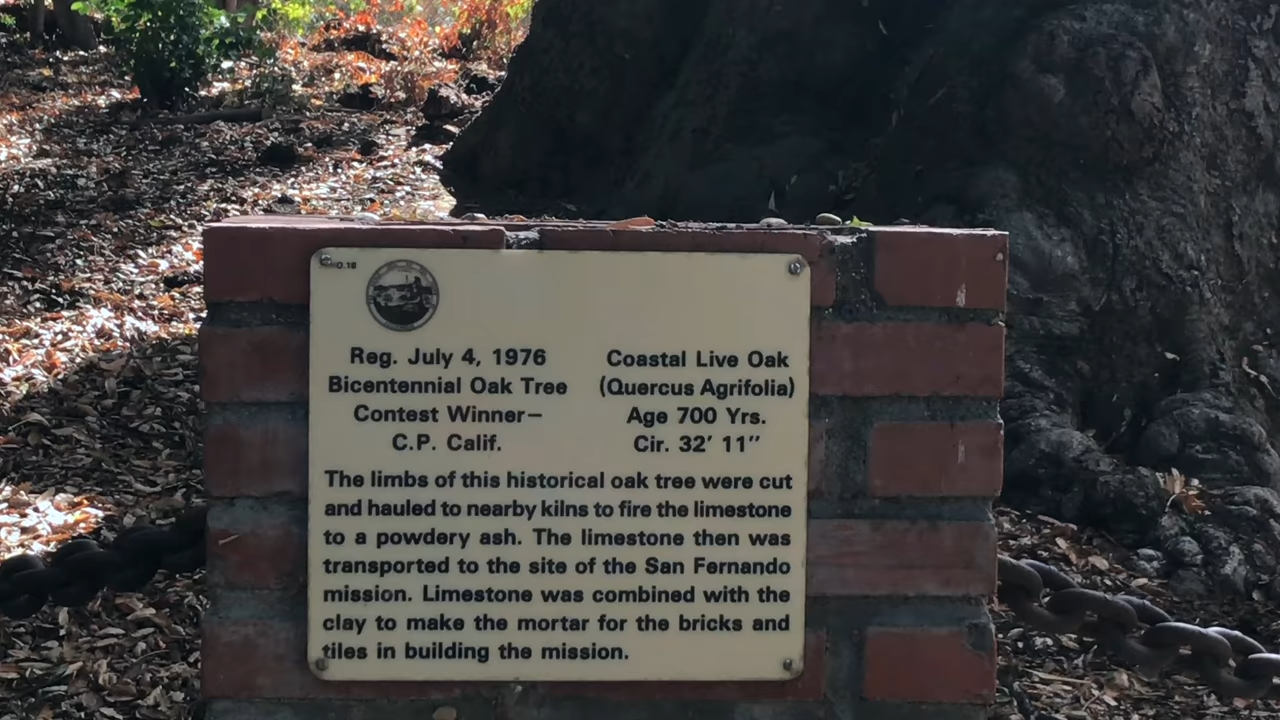 Reg. July 4, 1976
Bicentennial Oak Tree
Contest Winner—
C.P. Calif.
Coastal Live Oak
(Quercus Agrifolia)
Age 700 Yrs.
Cir. 32' 11"
The limbs of this historical oak tree were cut
and hauled to nearby kilns to fire the limestone
to a powdery ash. The limestone then was
transported to the site of the San Fernando
mission. Limestone was combined with the
clay to make the mortar for the bricks and
tiles in building the mission.